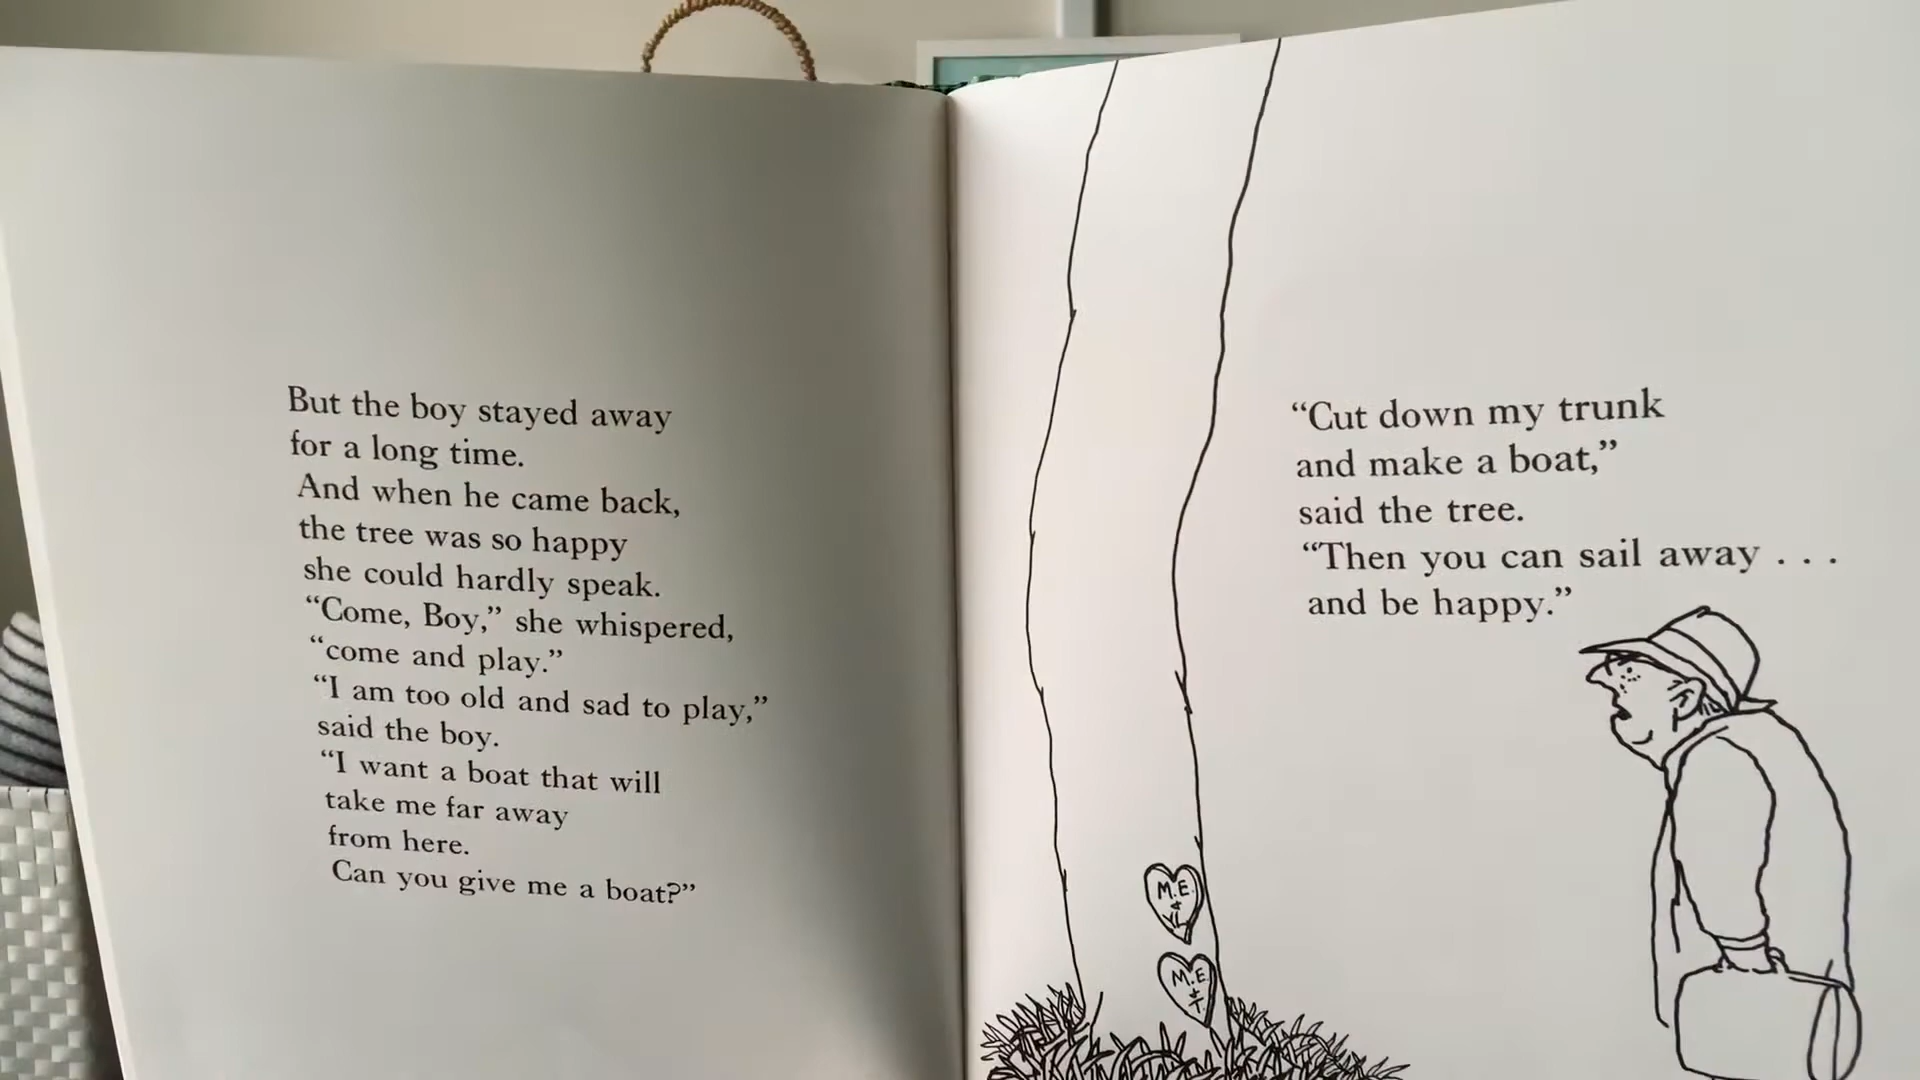 But the boy stayed away
for a long time.
And when he came back,
the tree was so happy
she could hardly speak.
“Come, Boy,” she whispered,
“come and play.”
“I am too old and sad to play,”
said the boy.
“I want a boat that will
take me far away
from here.
Can you give me a boat?”
“Cut down my trunk
and make a boat,”
said the tree.
“Then you can sail away . . .
and be happy.”
M.E.
&
Y.L.
M.E.
&
T.